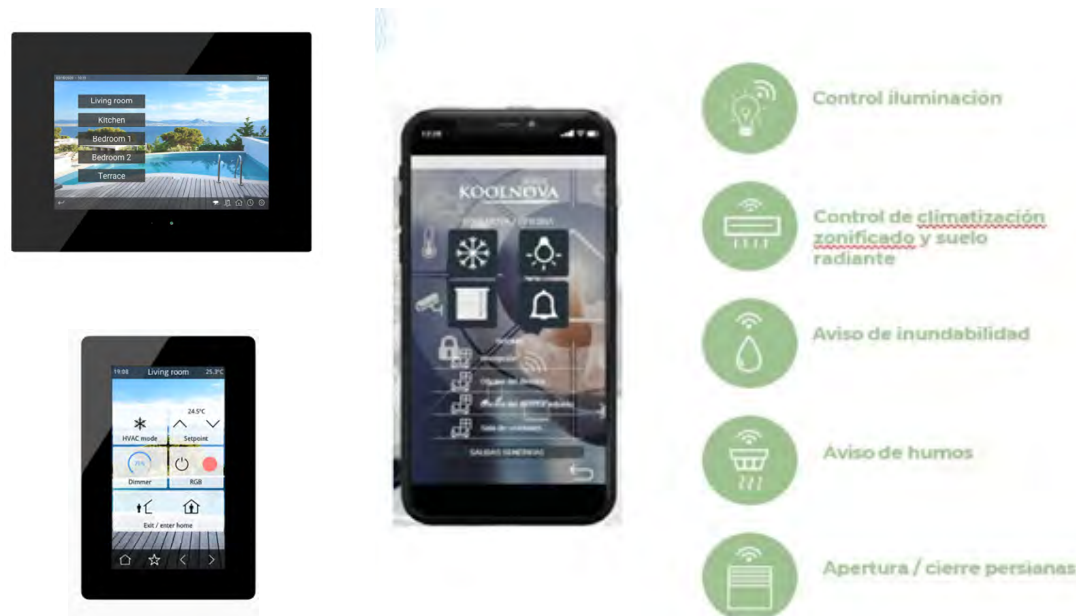 Living room
Kitchen
Bedroom 1
Bedroom 2
Terrace
19:08 Living room 25.3°C
24.5°C
HVAC mode Setpoint
Dimmer RGB
Exit / enter home
KOOLNOVA
SALIDAS GENERICAS
Control iluminación
Control de climatización
zonificado y suelo
radiante
Aviso de inundabilidad
Aviso de humos
Apertura / cierre persianas